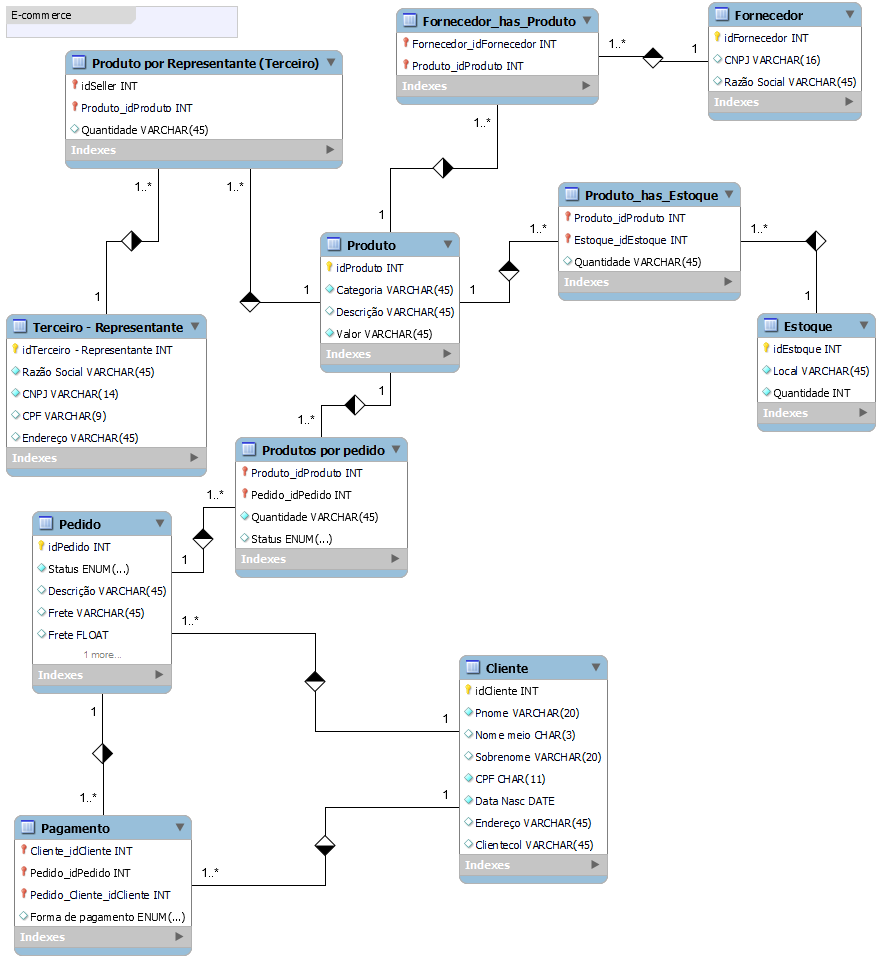 E-commerce
Fornecedor_has_Produto
Fornecedor_idFornecedor INT
Produto_idProduto INT
Indexes
1..*
1
Fornecedor
idFornecedor INT
CNPJ VARCHAR(16)
Razão Social VARCHAR(45)
Indexes
Produto por Representante (Terceiro)
idSeller INT
Produto_idProduto INT
Quantidade VARCHAR(45)
Indexes
1..*
1..*
1..*
1
1
1
Produto_has_Estoque
Produto_idProduto INT
Estoque_idEstoque INT
Quantidade VARCHAR(45)
Indexes
1..*
1
1..*
1
Produto
idProduto INT
Categoria VARCHAR(45)
Descrição VARCHAR(45)
Valor VARCHAR(45)
Indexes
Terceiro - Representante
idTerceiro - Representante INT
Razão Social VARCHAR(45)
CNPJ VARCHAR(14)
CPF VARCHAR(9)
Endereço VARCHAR(45)
Indexes
Estoque
idEstoque INT
Local VARCHAR(45)
Quantidade INT
Indexes
1
1..*
Produtos por pedido
Produto_idProduto INT
Pedido_idPedido INT
Quantidade VARCHAR(45)
Status ENUM(...)
Indexes
1..*
1
Pedido
idPedido INT
Status ENUM(...)
Descrição VARCHAR(45)
Frete VARCHAR(45)
Frete FLOAT
1 more...
Indexes
1..*
1
1
1..*
Cliente
idCliente INT
Pnome VARCHAR(20)
Nome meio CHAR(3)
Sobrenome VARCHAR(20)
CPF CHAR(11)
Data Nasc DATE
Endereço VARCHAR(45)
Clientecol VARCHAR(45)
Indexes
1
1..*
Pagamento
Cliente_idCliente INT
Pedido_idPedido INT
Pedido_Cliente_idCliente INT
Forma de pagamento ENUM(...)
Indexes